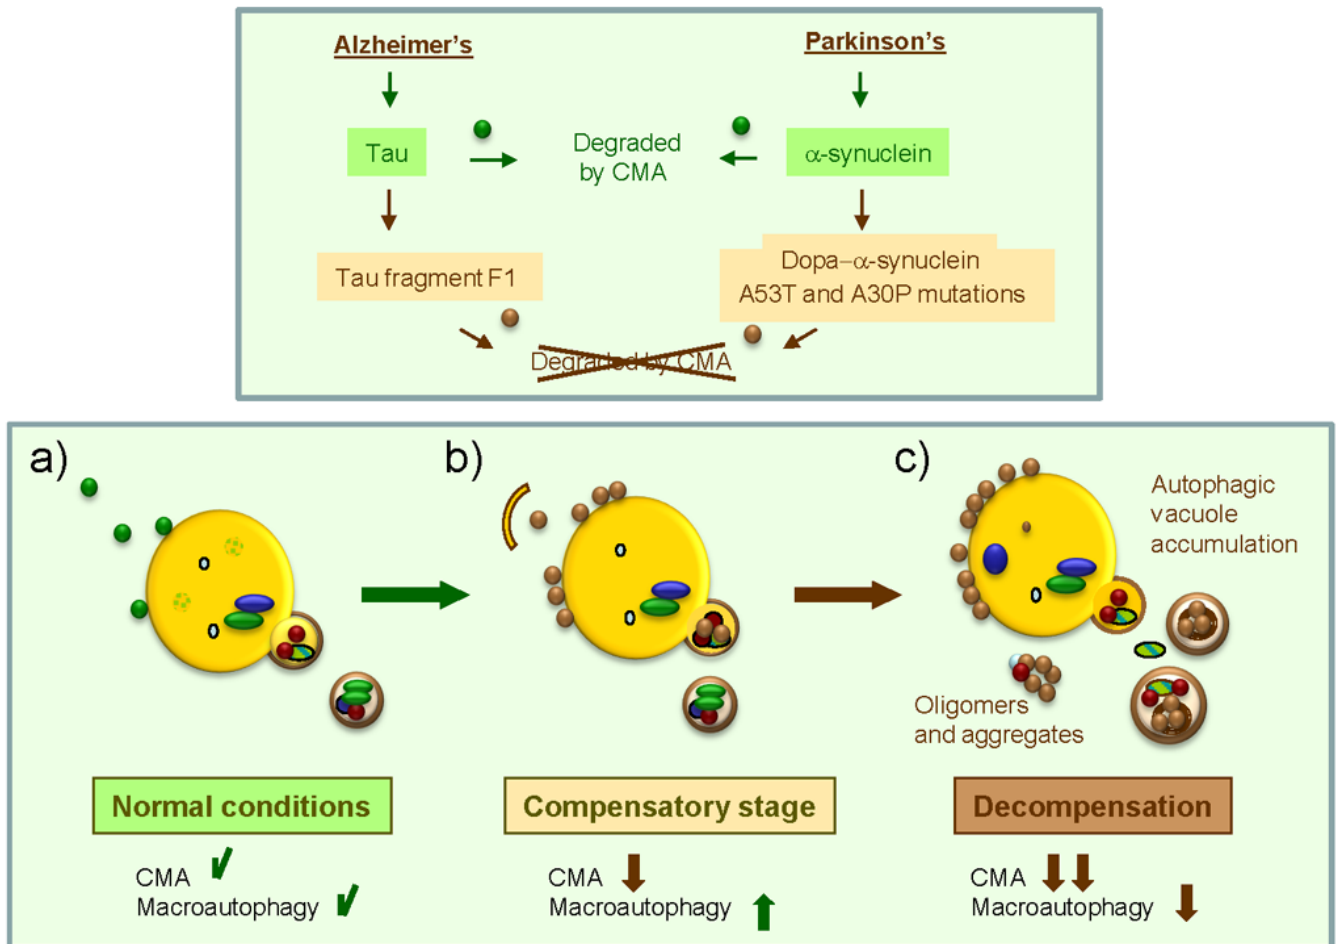 Alzheimer's
Parkinson's
Tau
Degraded
by CMA
α-synuclein
Tau fragment F1
Dopa–α-synuclein
A53T and A30P mutations
Degraded by CMA
a)
b)
c)
Autophagic
vacuole
accumulation
Oligomers
and aggregates
Normal conditions
Compensatory stage
Decompensation
CMA
Macroautophagy
CMA
Macroautophagy
CMA
Macroautophagy